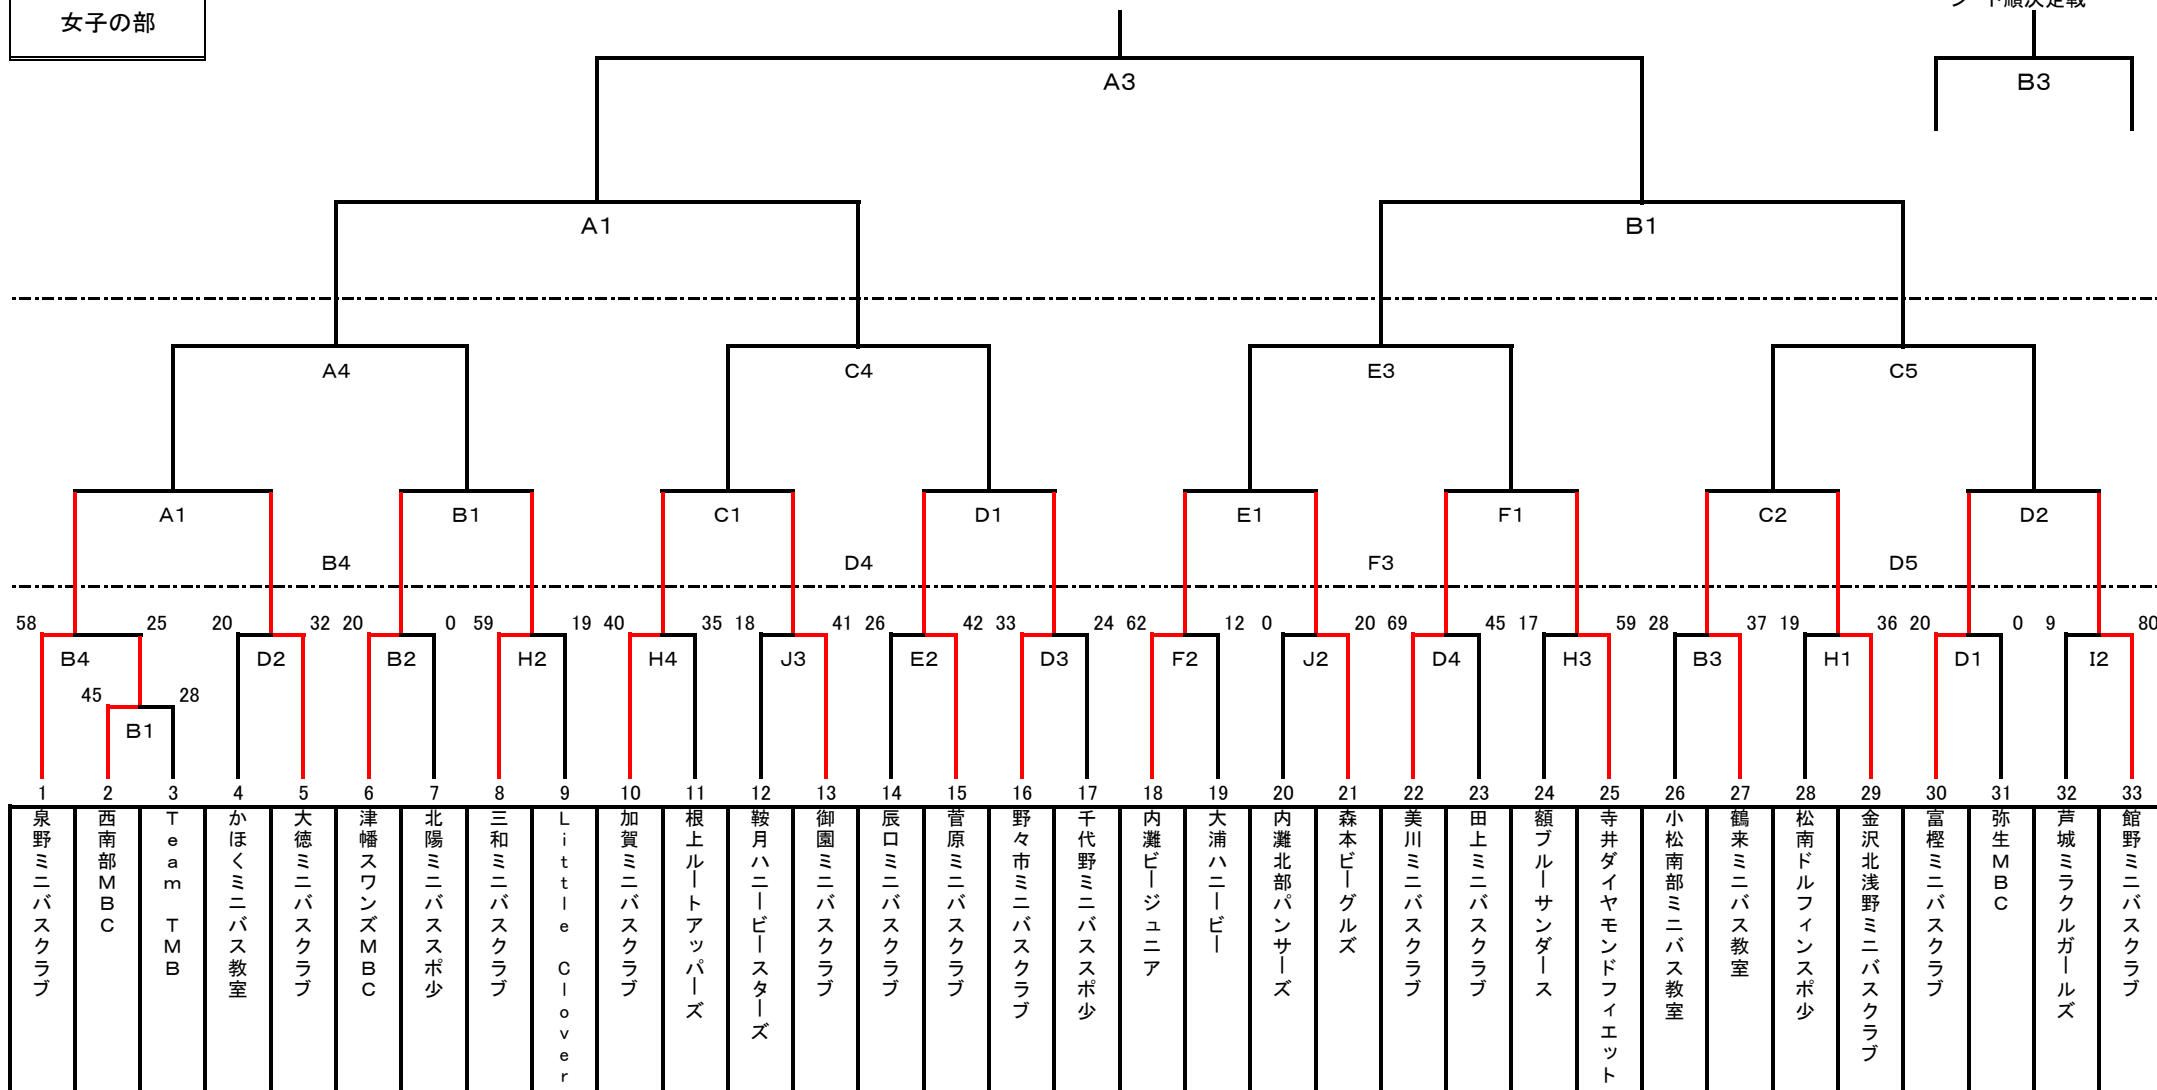 女子の部
A3
B3
A1
B1
A4
C4
E3
C5
A1
B1
C1
D1
E1
F1
C2
D2
B4
D4
F3
D5
58 25 20 32 20 0 59 19 40 35 18 41 26 42 33 24 62 12 0 20 69 45 17 59 28 37 19 36 20 0 9 80
B4 D2 B2 H2 H4 J3 E2 D3 F2 J2 D4 H3 B3 H1 D1 I2
45 28
B1
1 2 3 4 5 6 7 8 9 10 11 12 13 14 15 16 17 18 19 20 21 22 23 24 25 26 27 28 29 30 31 32 33
泉野ミニバスクラブ
西南部MBC
Team TMB
かほくミニバス教室
大徳ミニバスクラブ
津幡スワンズMBC
北陽ミニバススポ少
三和ミニバスクラブ
Little Clover
加賀ミニバスクラブ
根上ルートアッパーズ
鞍月ハニービースターズ
御園ミニバスクラブ
辰口ミニバスクラブ
菅原ミニバスクラブ
野々市ミニバスクラブ
千代野ミニバススポ少
内灘ビージュニア
大浦ハニービー
内灘北部パンサーズ
森本ビーグルズ
美川ミニバスクラブ
田上ミニバスクラブ
額ブルーサンダース
寺井ダイヤモンドフィエット
小松南部ミニバス教室
鶴来ミニバス教室
松南ドルフィンスポ少
金沢北浅野ミニバスクラブ
富樫ミニバスクラブ
弥生MBC
芦城ミラクルガールズ
館野ミニバスクラブ